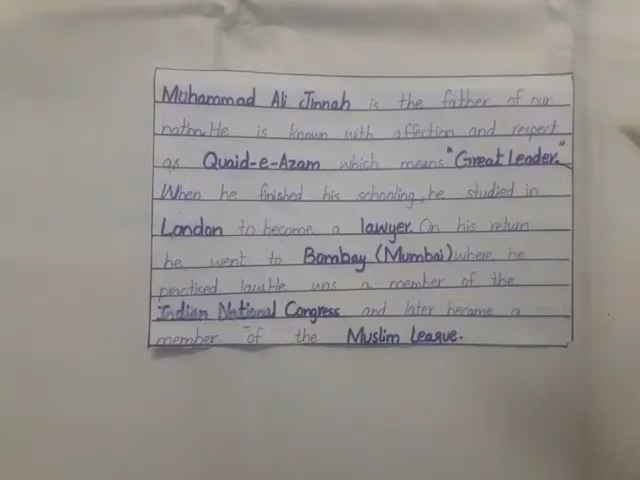 Muhammad Ali Jinnah is the father of our
nation. He is known with affection and respect
as Quaid-e-Azam which means "Great Leader."
When he finished his schooling, he studied in
London to become a lawyer. On his return
he went to Bombay (Mumbai) where he
practised law. He was a member of the
Indian National Congress and later became a
member of the Muslim League.